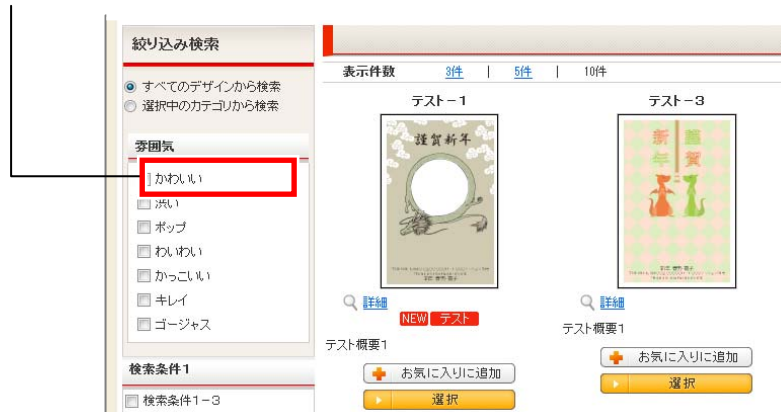 絞り込み検索
すべてのデザインから検索
選択中のカテゴリから検索
雰囲気
かわいい
渋い
ポップ
わいわい
かっこいい
キレイ
ゴージャス
検索条件1
検索条件1-3
表示件数 3件 | 5件 | 10件
テスト-1
謹賀新年
詳細
NEW テスト
テスト概要1
お気に入りに追加
選択
テスト-3
謹賀
新年
詳細
テスト概要1
お気に入りに追加
選択